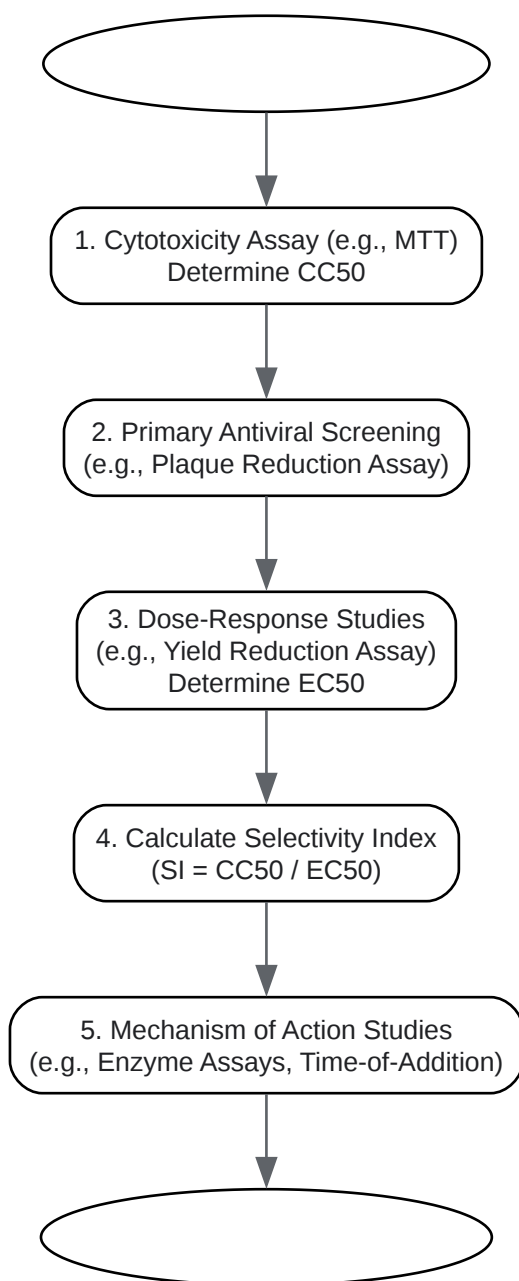 1. Cytotoxicity Assay (e.g., MTT)
Determine CC50
2. Primary Antiviral Screening
(e.g., Plaque Reduction Assay)
3. Dose-Response Studies
(e.g., Yield Reduction Assay)
Determine EC50
4. Calculate Selectivity Index
(SI = CC50 / EC50)
5. Mechanism of Action Studies
(e.g., Enzyme Assays, Time-of-Addition)